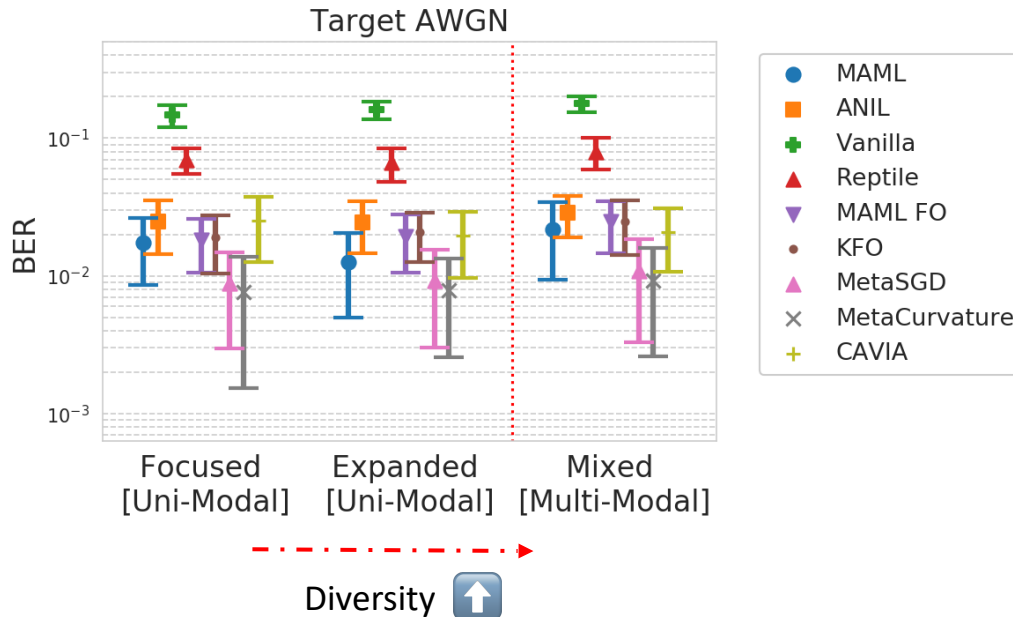 Target AWGN
BER
10⁻¹
10⁻²
10⁻³
Focused
[Uni-Modal]
Expanded
[Uni-Modal]
Mixed
[Multi-Modal]
Diversity
MAML
ANIL
Vanilla
Reptile
MAML FO
KFO
MetaSGD
MetaCurvature
CAVIA